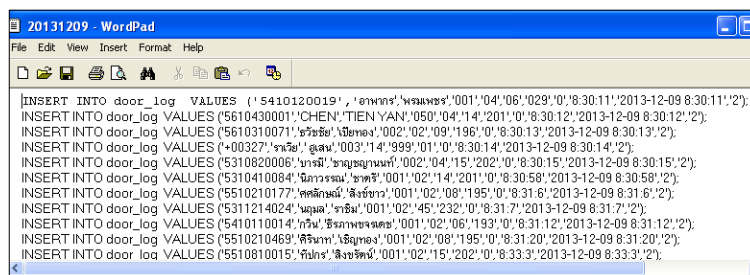 20131209 - WordPad
File Edit View Insert Format Help
INSERT INTO door_log VALUES ('5410120019','อาพากร','พรมเพชร','001','04','06','029','0','8:30:11','2013-12-09 8:30:11','2');
INSERT INTO door_log VALUES ('5610430001','CHEN','TIEN YAN','050','04','14','201','0','8:30:12','2013-12-09 8:30:12','2');
INSERT INTO door_log VALUES ('5610310071','ธวัชชัย','เปียทอง','002','02','09','196','0','8:30:13','2013-12-09 8:30:13','2');
INSERT INTO door_log VALUES ('+00327','ราเวีย','อูเสน','003','14','999','01','0','8:30:14','2013-12-09 8:30:14','2');
INSERT INTO door_log VALUES ('5310820006','บารมี','ชาญชญานนท์','002','04','15','202','0','8:30:15','2013-12-09 8:30:15','2');
INSERT INTO door_log VALUES ('5310410084','นิภาวรรณ','ชาตรี','001','02','14','201','0','8:30:58','2013-12-09 8:30:58','2');
INSERT INTO door_log VALUES ('5510210177','ศศลักษณ์','สังข์ขาว','001','02','08','195','0','8:31:6','2013-12-09 8:31:6','2');
INSERT INTO door_log VALUES ('5311214024','นฤมล','ราชิม','001','02','45','232','0','8:31:7','2013-12-09 8:31:7','2');
INSERT INTO door_log VALUES ('5410110014','กวิน','ธีรภาพขจรเดช','001','02','06','193','0','8:31:12','2013-12-09 8:31:12','2');
INSERT INTO door_log VALUES ('5510210469','ศิรินาท','เชิญทอง','001','02','08','195','0','8:31:20','2013-12-09 8:31:20','2');
INSERT INTO door_log VALUES ('5510810015','ทีปกร','สิงขรัตน์','001','02','15','202','0','8:33:3','2013-12-09 8:33:3','2');